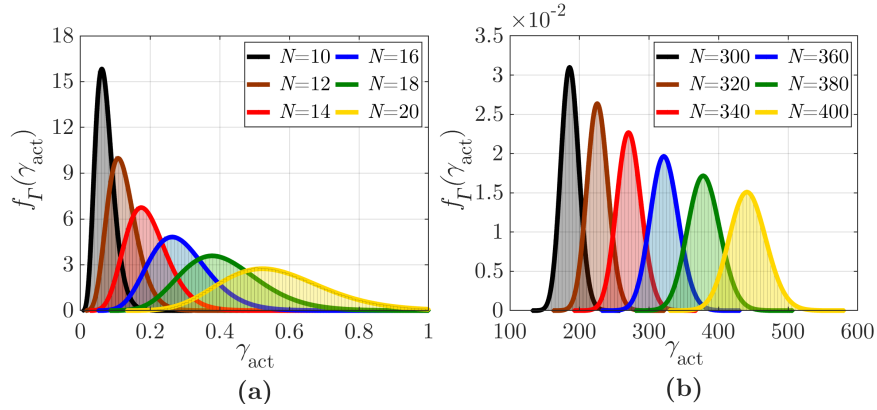 18
15
12
9
6
3
0
f_Γ(γ_act)
N=10 N=16
N=12 N=18
N=14 N=20
0 0.2 0.4 0.6 0.8 1
γ_act
(a)
×10^-2
3.5
3
2.5
2
1.5
1
0.5
0
f_Γ(γ_act)
N=300 N=360
N=320 N=380
N=340 N=400
100 200 300 400 500 600
γ_act
(b)